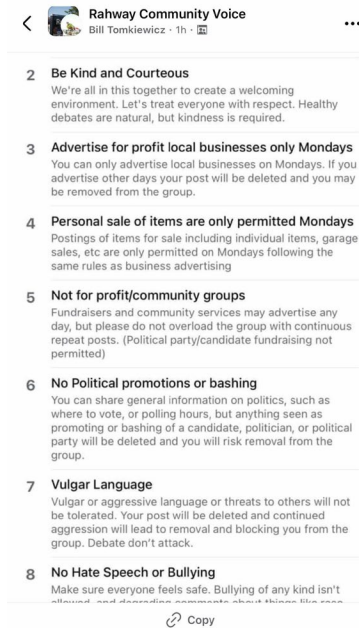 Rahway Community Voice
Bill Tomkiewicz · 1h ·
2 Be Kind and Courteous
We're all in this together to create a welcoming
environment. Let's treat everyone with respect. Healthy
debates are natural, but kindness is required.
3 Advertise for profit local businesses only Mondays
You can only advertise local businesses on Mondays. If you
advertise other days your post will be deleted and you may
be removed from the group.
4 Personal sale of items are only permitted Mondays
Postings of items for sale including individual items, garage
sales, etc are only permitted on Mondays following the
same rules as business advertising
5 Not for profit/community groups
Fundraisers and community services may advertise any
day, but please do not overload the group with continuous
repeat posts. (Political party/candidate fundraising not
permitted)
6 No Political promotions or bashing
You can share general information on politics, such as
where to vote, or polling hours, but anything seen as
promoting or bashing of a candidate, politician, or political
party will be deleted and you will risk removal from the
group.
7 Vulgar Language
Vulgar or aggressive language or threats to others will not
be tolerated. Your post will be deleted and continued
aggression will lead to removal and blocking you from the
group. Debate don't attack.
8 No Hate Speech or Bullying
Make sure everyone feels safe. Bullying of any kind isn't
allowed, and degrading comments about things like race
Copy